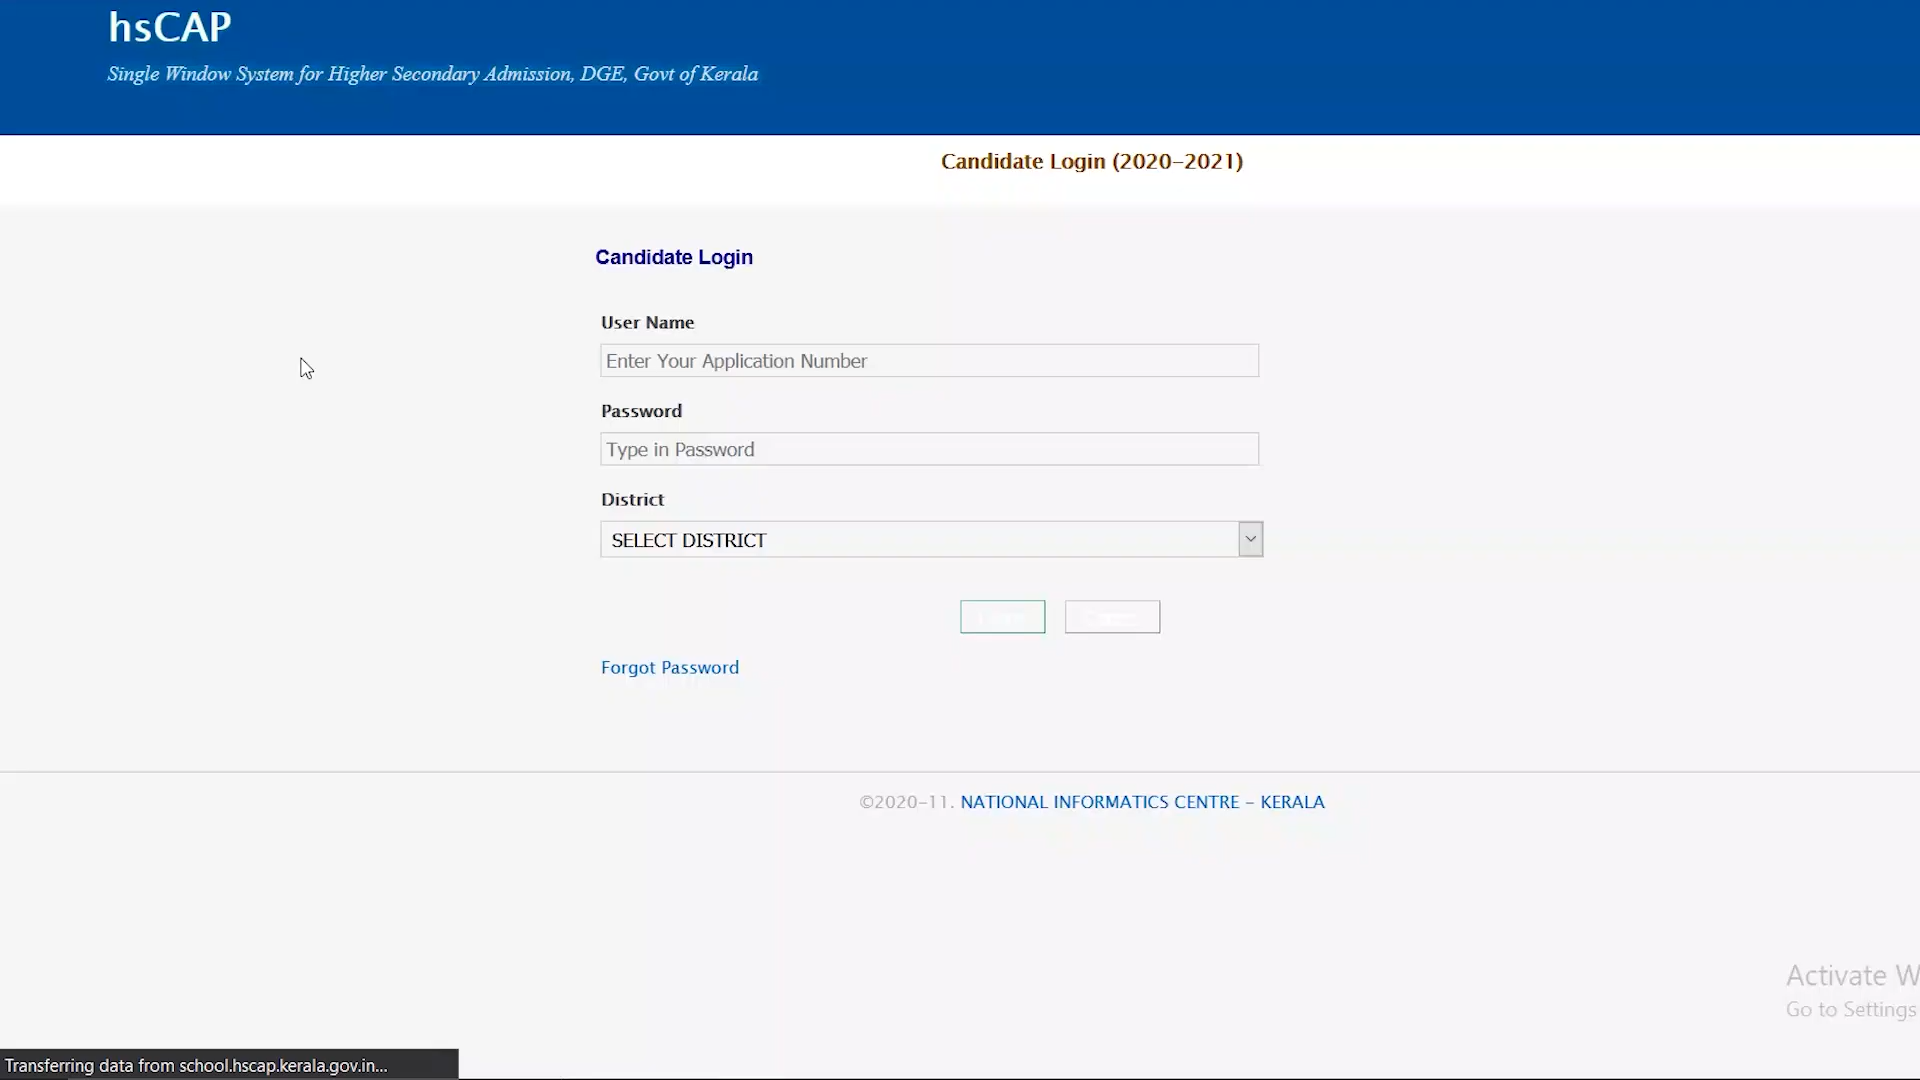 hsCAP
Single Window System for Higher Secondary Admission, DGE, Govt of Kerala
Candidate Login (2020-2021)
Candidate Login
User Name
Enter Your Application Number
Password
Type in Password
District
SELECT DISTRICT
Forgot Password
©2020-11. NATIONAL INFORMATICS CENTRE - KERALA
Activate W
Go to Settings
Transferring data from school.hscap.kerala.gov.in...